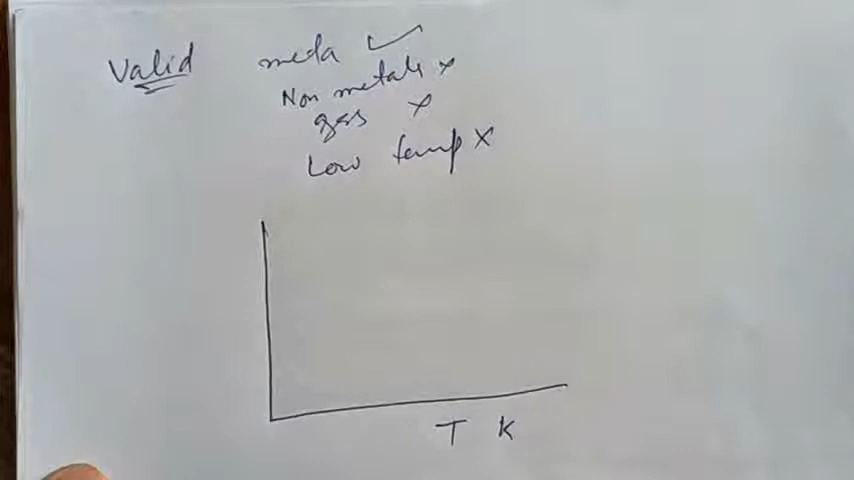 Valid meta ✓
Non metals ×
gas ×
Low temp ×
T K